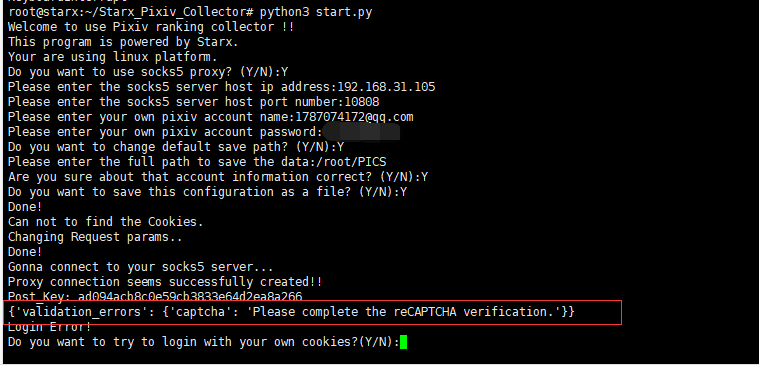 root@starx:~/Starx_Pixiv_Collector# python3 start.py
Welcome to use Pixiv ranking collector !!
This program is powered by Starx.
Your are using linux platform.
Do you want to use socks5 proxy? (Y/N):Y
Please enter the socks5 server host ip address:192.168.31.105
Please enter the socks5 server host port number:10808
Please enter your own pixiv account name:1787074172@qq.com
Please enter your own pixiv account password:
Do you want to change default save path? (Y/N):Y
Please enter the full path to save the data:/root/PICS
Are you sure about that account information correct? (Y/N):Y
Do you want to save this configuration as a file? (Y/N):Y
Done!
Can not to find the Cookies.
Changing Request params..
Done!
Gonna connect to your socks5 server...
Proxy connection seems successfully created!!
Post_Key: ad094acb8c0e59cb3833e64d2ea8a266
{'validation_errors': {'captcha': 'Please complete the reCAPTCHA verification.'}}
Login Error!
Do you want to try to login with your own cookies?(Y/N):